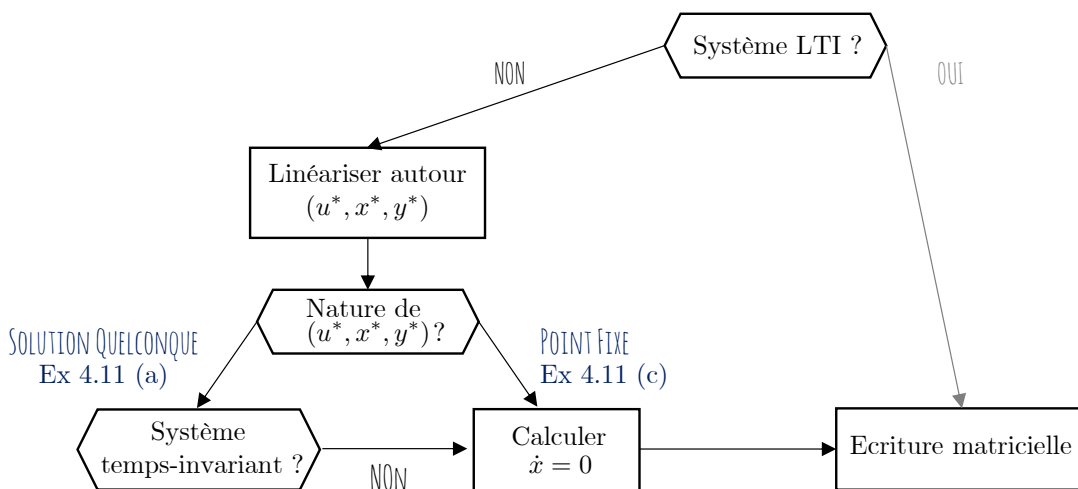 Système LTI ?
NON
OUI
Linéariser autour
(u*, x*, y*)
Nature de
(u*, x*, y*) ?
SOLUTION QUELCONQUE
Ex 4.11 (a)
POINT FIXE
Ex 4.11 (c)
Système
temps-invariant ?
NOn
Calculer
ẋ = 0
Ecriture matricielle